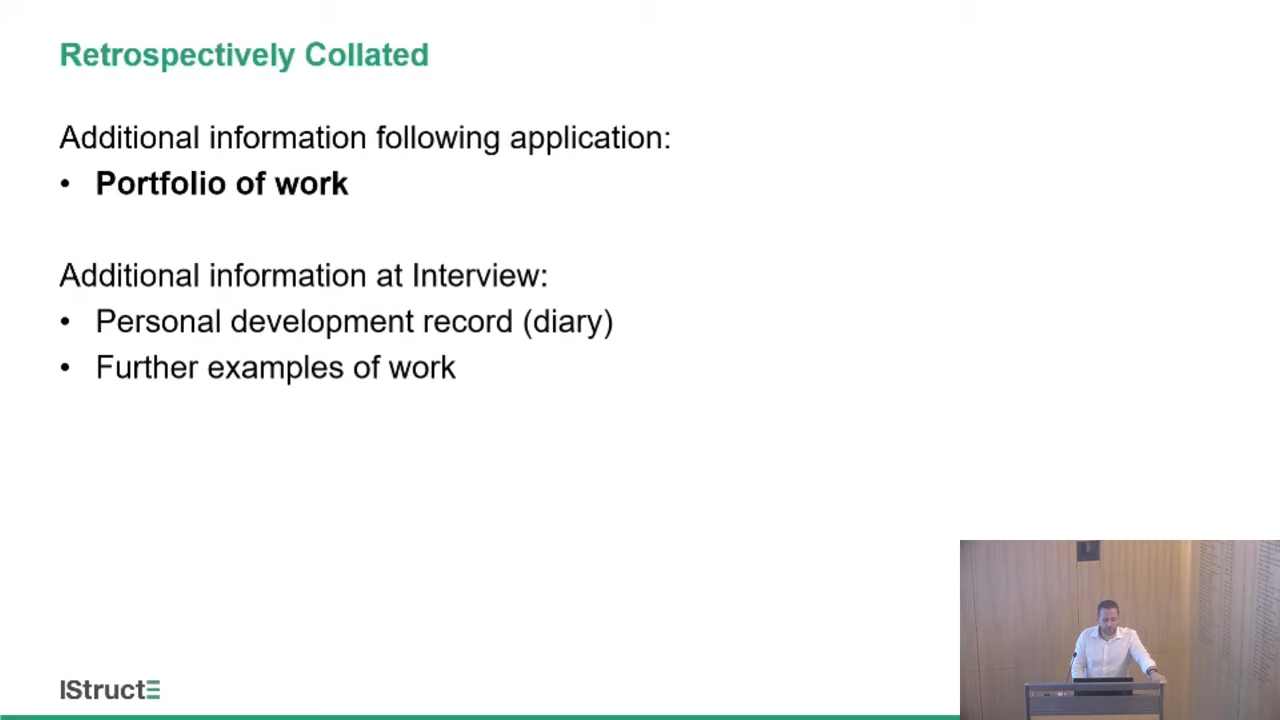 Retrospectively Collated
Additional information following application:
• Portfolio of work
Additional information at Interview:
• Personal development record (diary)
• Further examples of work
IStructE